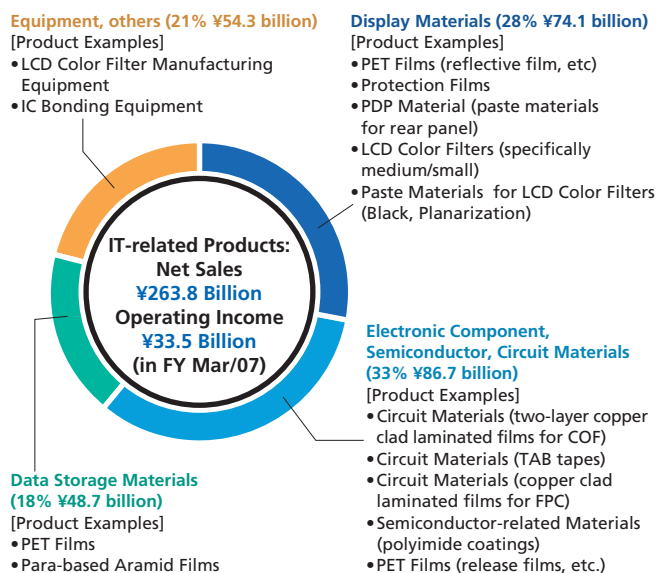 Equipment, others (21% ¥54.3 billion)
[Product Examples]
•LCD Color Filter Manufacturing
Equipment
•IC Bonding Equipment
Display Materials (28% ¥74.1 billion)
[Product Examples]
•PET Films (reflective film, etc)
•Protection Films
•PDP Material (paste materials
for rear panel)
•LCD Color Filters (specifically
medium/small)
•Paste Materials for LCD Color Filters
(Black, Planarization)
IT-related Products:
Net Sales
¥263.8 Billion
Operating Income
¥33.5 Billion
(in FY Mar/07)
Electronic Component,
Semiconductor, Circuit Materials
(33% ¥86.7 billion)
[Product Examples]
•Circuit Materials (two-layer copper
clad laminated films for COF)
•Circuit Materials (TAB tapes)
•Circuit Materials (copper clad
laminated films for FPC)
•Semiconductor-related Materials
(polyimide coatings)
•PET Films (release films, etc.)
Data Storage Materials
(18% ¥48.7 billion)
[Product Examples]
•PET Films
•Para-based Aramid Films